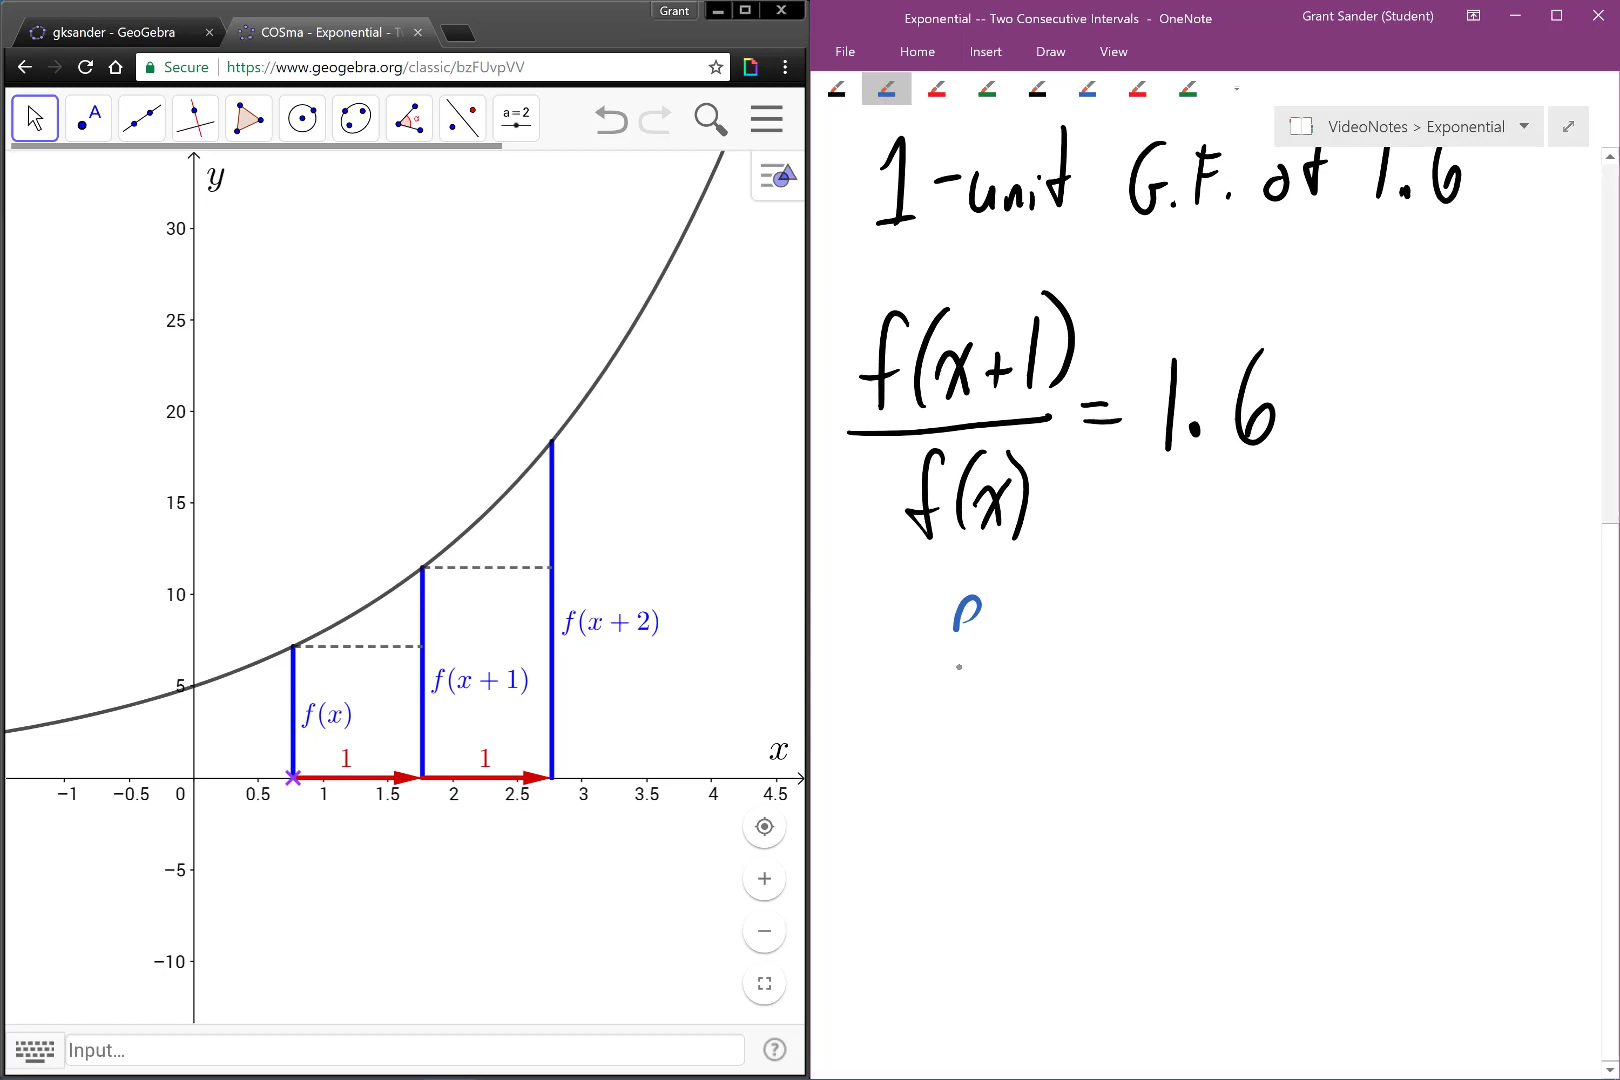 Grant
gksander - GeoGebra
COSma - Exponential - T
Secure
https://www.geogebra.org/classic/bzFUvpVV
A
a=2
y
30
25
20
15
10
5
f(x + 2)
f(x + 1)
f(x)
1
1
x
−1
−0.5
0
0.5
1
1.5
2
2.5
3
3.5
4
4.5
−5
−10
Input...
Exponential -- Two Consecutive Intervals - OneNote
Grant Sander (Student)
File
Home
Insert
Draw
View
VideoNotes > Exponential
1-unit G.F. of 1.6
f(x+1)
= 1.6
f(x)